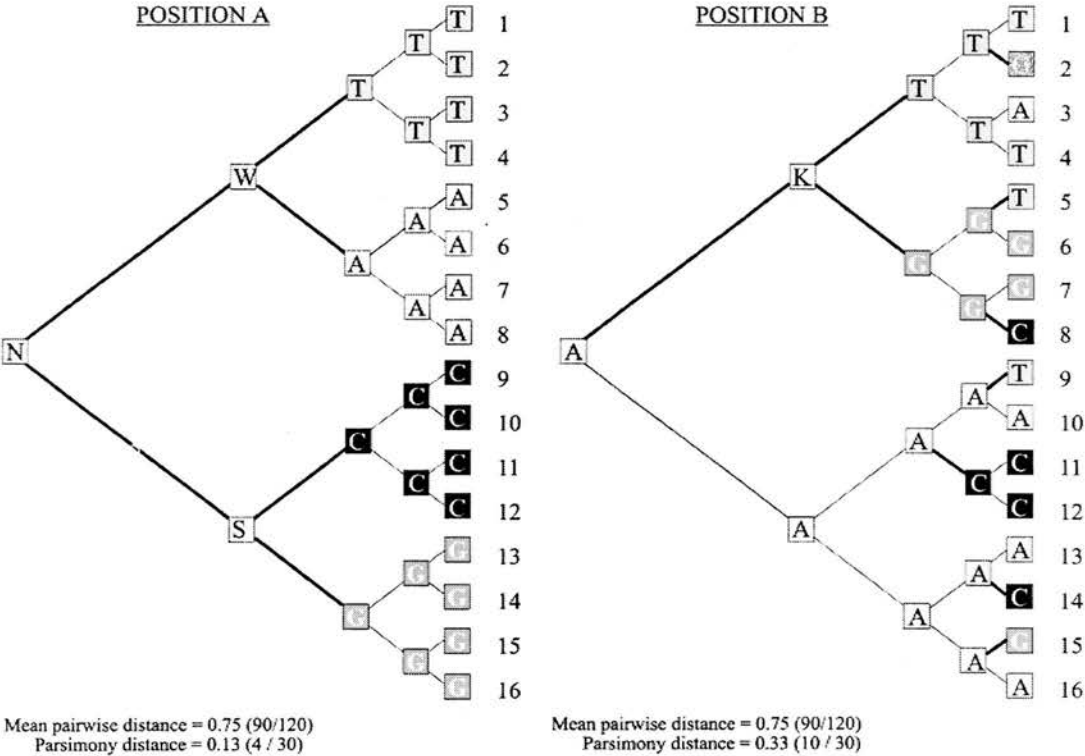 POSITION A
T 1
T
T 2
T
T 3
T
T 4
W
A 5
A
A 6
A
A 7
A
A 8
N
C 9
C
C 10
C
C 11
C
C 12
S
G 13
G
G 14
G
G 15
G
G 16
Mean pairwise distance = 0.75 (90/120)
Parsimony distance = 0.13 (4 / 30)
POSITION B
T 1
T
2
T
A 3
T
T 4
K
T 5
G
G 6
G
G 7
G
C 8
A
T 9
A
A 10
A
C 11
C
C 12
A
A 13
A
C 14
A
G 15
A
A 16
Mean pairwise distance = 0.75 (90/120)
Parsimony distance = 0.33 (10 / 30)